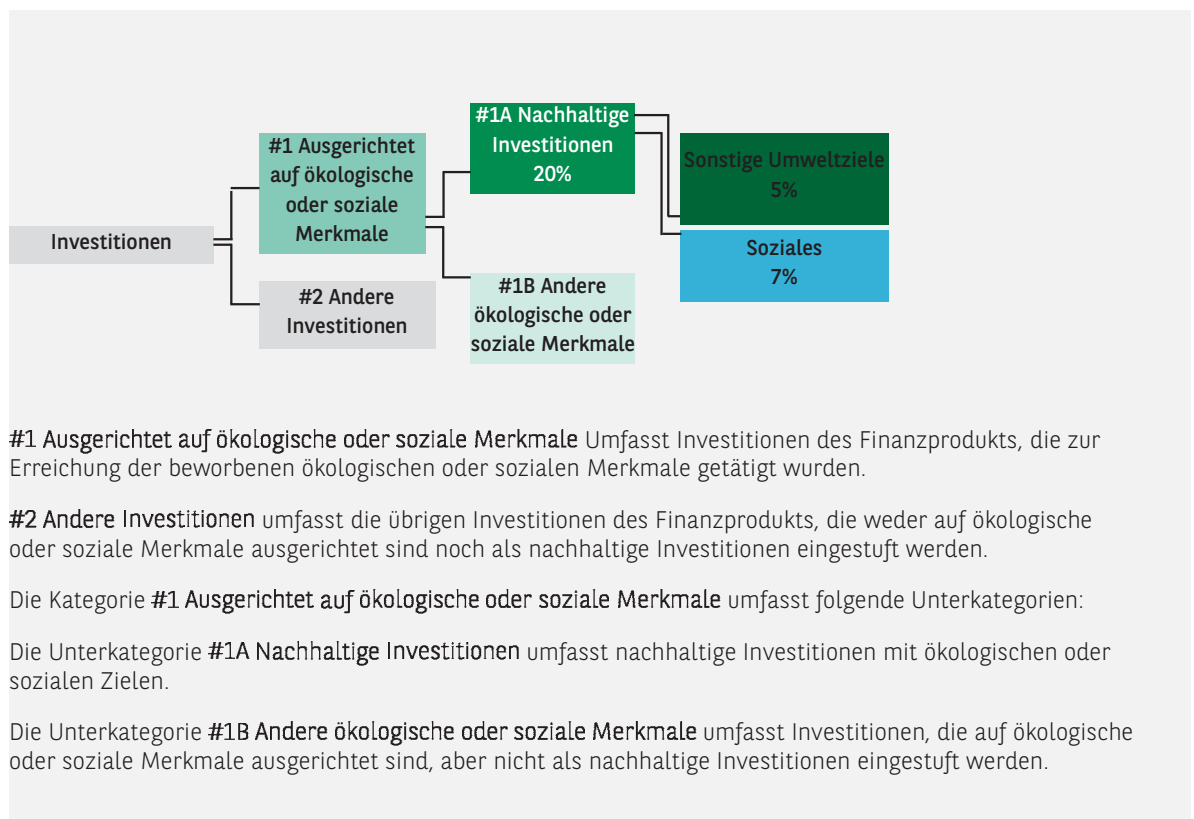 #1A Nachhaltige
Investitionen
20%
#1 Ausgerichtet
auf ökologische
oder soziale
Merkmale
Sonstige Umweltziele
5%
Investitionen
Soziales
7%
#2 Andere
Investitionen
#1B Andere
ökologische oder
soziale Merkmale
#1 Ausgerichtet auf ökologische oder soziale Merkmale Umfasst Investitionen des Finanzprodukts, die zur
Erreichung der beworbenen ökologischen oder sozialen Merkmale getätigt wurden.
#2 Andere Investitionen umfasst die übrigen Investitionen des Finanzprodukts, die weder auf ökologische
oder soziale Merkmale ausgerichtet sind noch als nachhaltige Investitionen eingestuft werden.
Die Kategorie #1 Ausgerichtet auf ökologische oder soziale Merkmale umfasst folgende Unterkategorien:
Die Unterkategorie #1A Nachhaltige Investitionen umfasst nachhaltige Investitionen mit ökologischen oder
sozialen Zielen.
Die Unterkategorie #1B Andere ökologische oder soziale Merkmale umfasst Investitionen, die auf ökologische
oder soziale Merkmale ausgerichtet sind, aber nicht als nachhaltige Investitionen eingestuft werden.